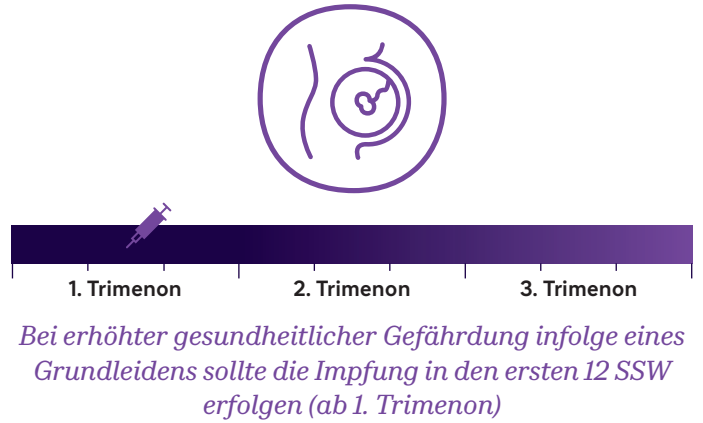 1. Trimenon 2. Trimenon 3. Trimenon
Bei erhöhter gesundheitlicher Gefährdung infolge eines
Grundleidens sollte die Impfung in den ersten 12 SSW
erfolgen (ab 1. Trimenon)